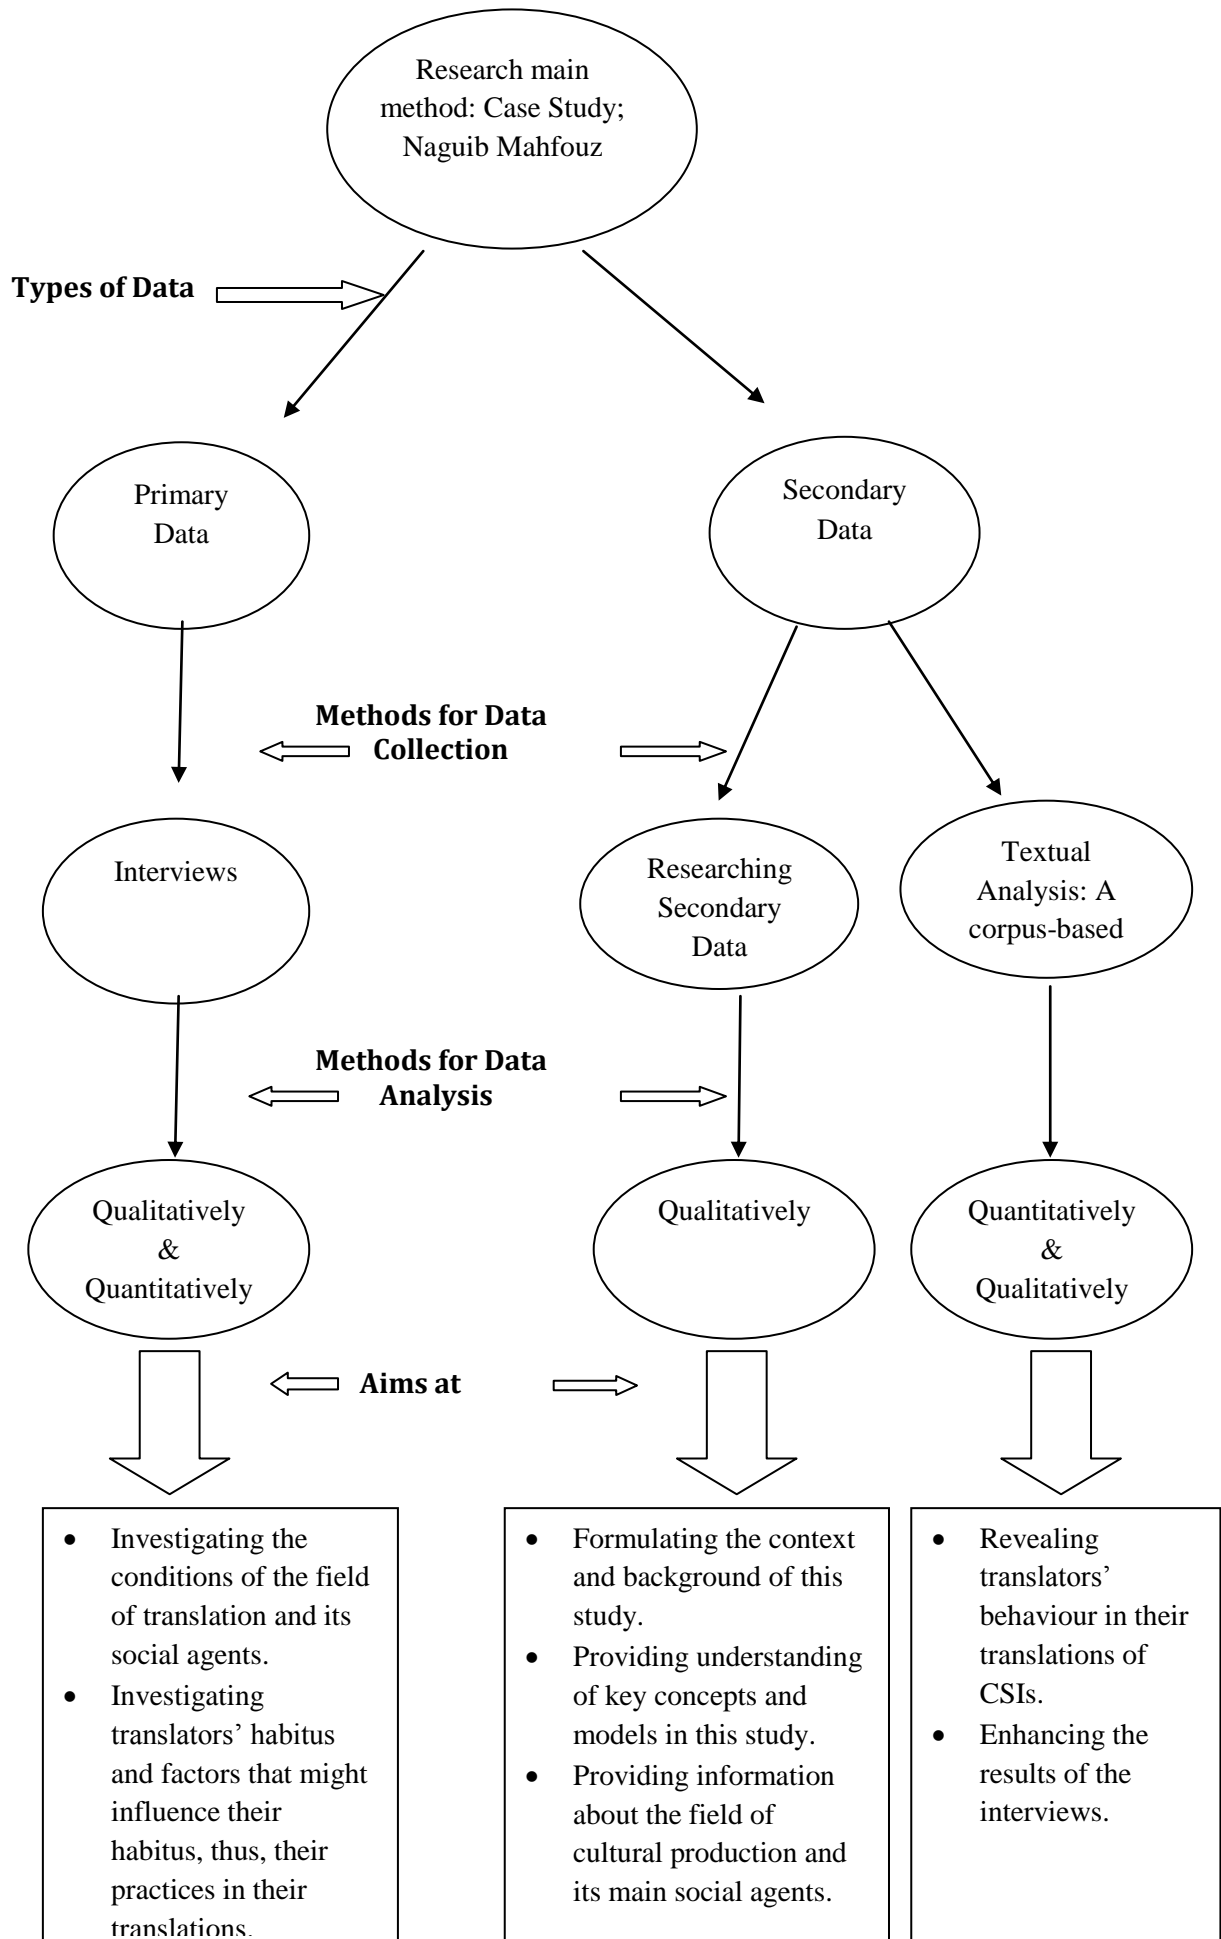 Research main
method: Case Study;
Naguib Mahfouz
Types of Data
Primary
Data
Secondary
Data
Methods for Data
Collection
Interviews
Researching
Secondary
Data
Textual
Analysis: A
corpus-based
Methods for Data
Analysis
Qualitatively
&
Quantitatively
Qualitatively
Quantitatively
&
Qualitatively
Aims at
• Investigating the
conditions of the field
of translation and its
social agents.
• Investigating
translators’ habitus
and factors that might
influence their
habitus, thus, their
practices in their
translations.
• Formulating the context
and background of this
study.
• Providing understanding
of key concepts and
models in this study.
• Providing information
about the field of
cultural production and
its main social agents.
• Revealing
translators’
behaviour in their
translations of
CSIs.
• Enhancing the
results of the
interviews.